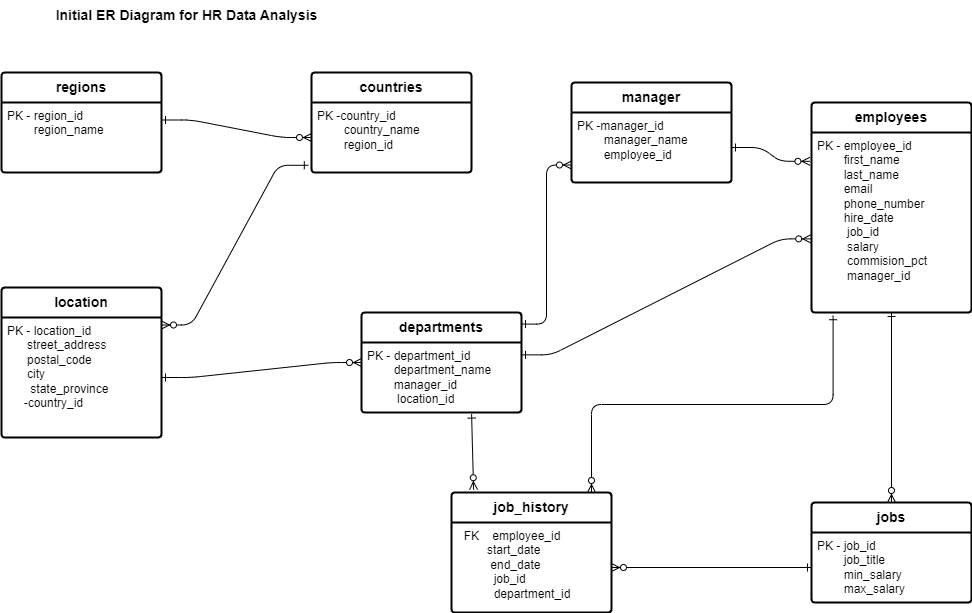 Initial ER Diagram for HR Data Analysis
regions
PK - region_id
region_name
countries
PK -country_id
country_name
region_id
manager
PK -manager_id
manager_name
employee_id
employees
PK - employee_id
first_name
last_name
email
phone_number
hire_date
job_id
salary
commision_pct
manager_id
location
PK - location_id
street_address
postal_code
city
state_province
-country_id
departments
PK - department_id
department_name
manager_id
location_id
job_history
FK employee_id
start_date
end_date
job_id
department_id
jobs
PK - job_id
job_title
min_salary
max_salary